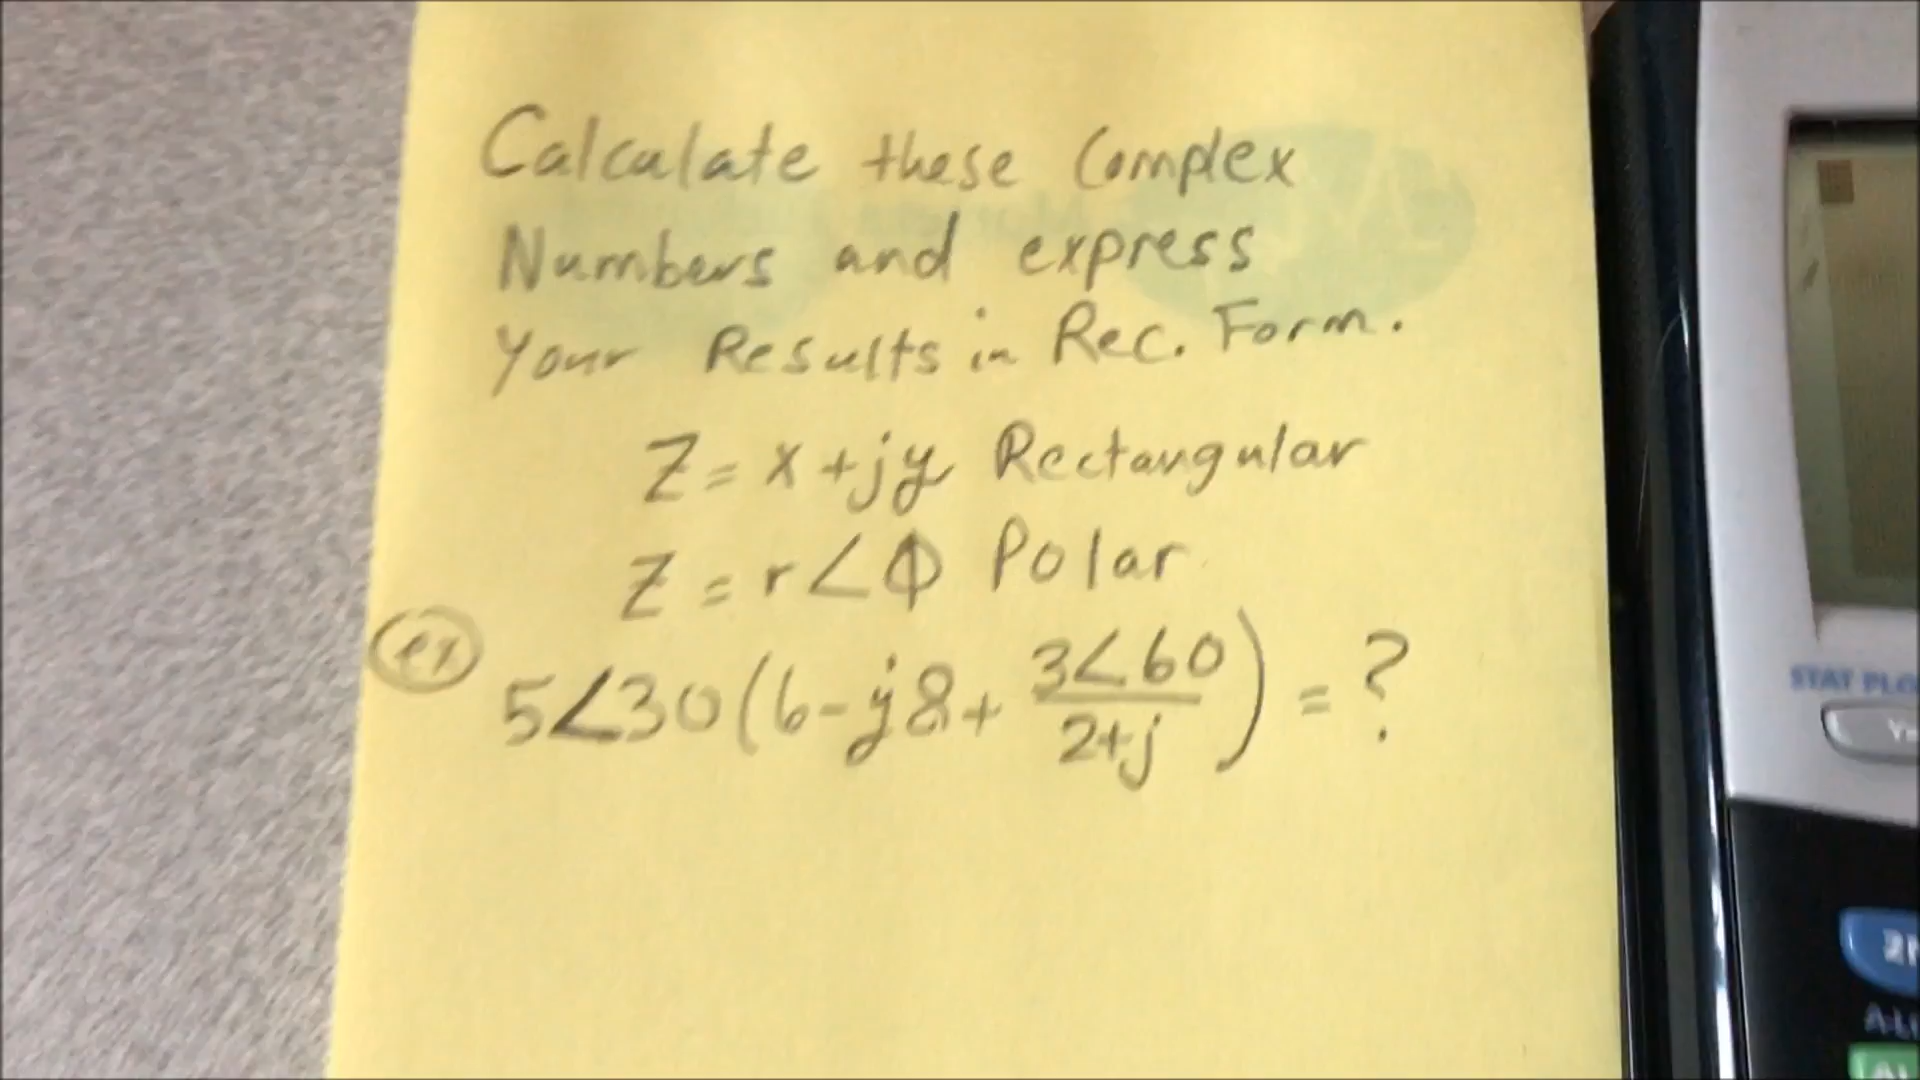 Calculate these Complex
Numbers and express
Your Results in Rec. Form.
Z = x + jy Rectangular
Z = r∠Φ Polar
ex 5∠30(6-j8+ 3∠60/2+j) = ?
STAT PLO
Y=
2N
A-L